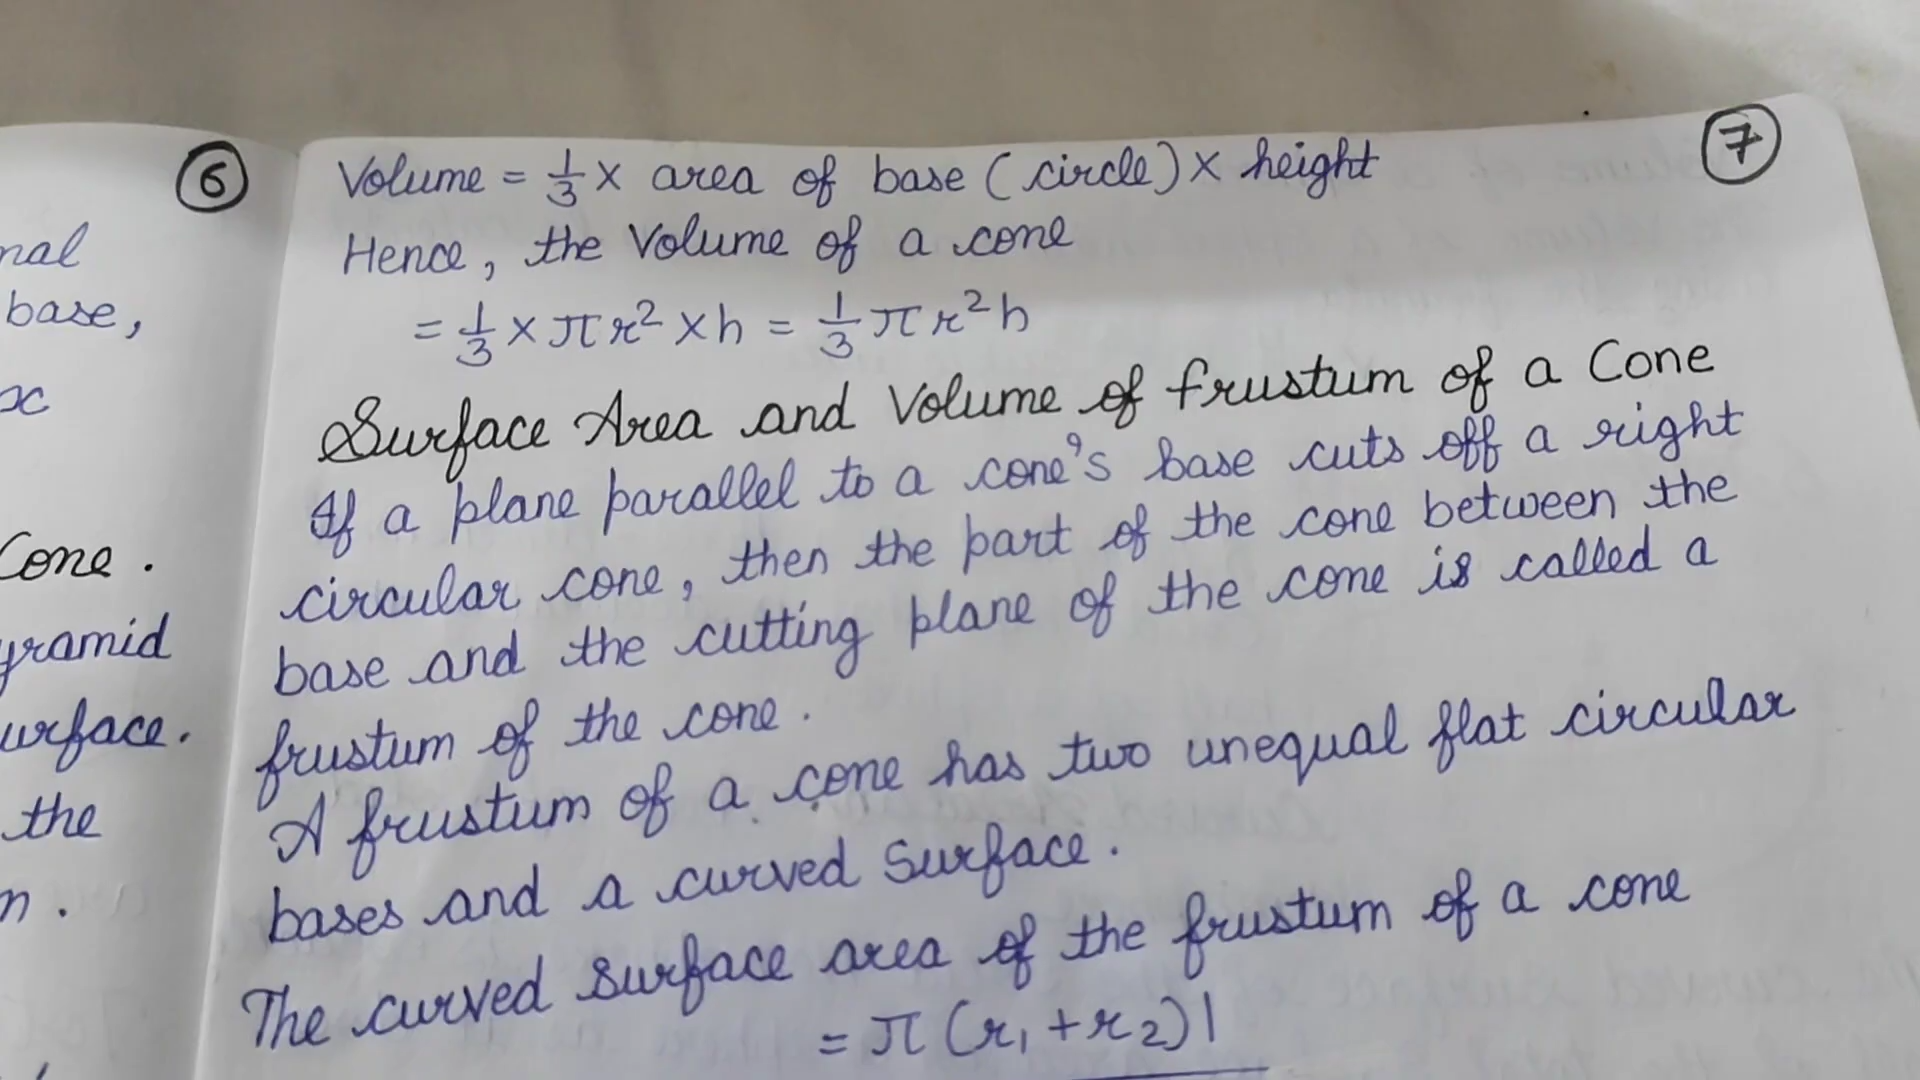 6
nal
base,
x
Cone.
yramid
urface.
the
n.
7
Volume = 1/3 × area of base (circle) × height
Hence, the Volume of a cone
= 1/3 × πr² × h = 1/3 πr²h
Surface Area and Volume of frustum of a Cone
If a plane parallel to a cone's base cuts off a right
circular cone, then the part of the cone between the
base and the cutting plane of the cone is called a
frustum of the cone.
A frustum of a cone has two unequal flat circular
bases and a curved Surface.
The curved surface area of the frustum of a cone
= π(r₁+r₂)l